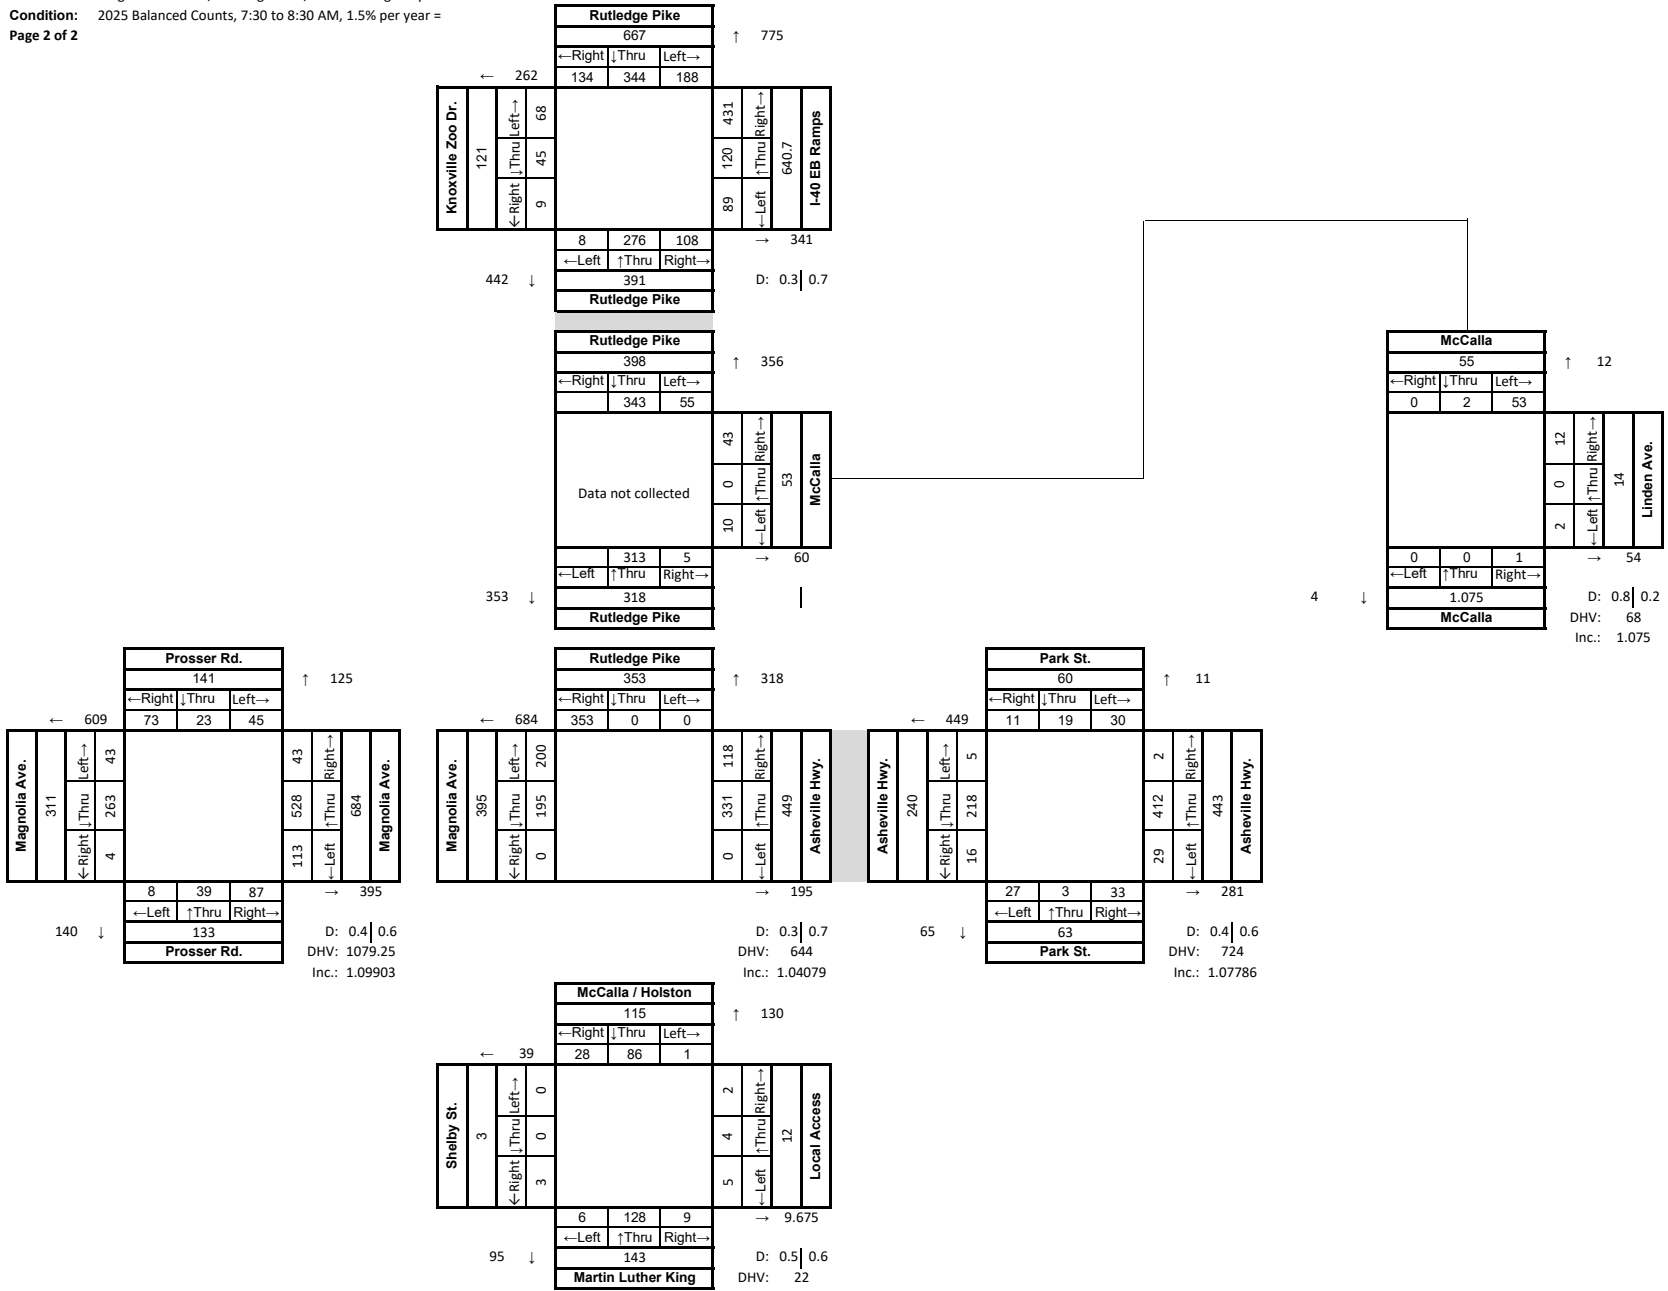 Condition: 2025 Balanced Counts, 7:30 to 8:30 AM, 1.5% per year =
Page 2 of 2
Rutledge Pike
667
↑ 775
←Right ↓Thru Left→
← 262
134 344 188
Knoxville Zoo Dr.
121
←Right ↓Thru Left→
9 45 68
89 120 431
←Left ↑Thru Right→
640.7
I-40 EB Ramps
8 276 108
→ 341
←Left ↑Thru Right→
442 ↓
391
D: 0.3 0.7
Rutledge Pike
Rutledge Pike
398
↑ 356
←Right ↓Thru Left→
343 55
Data not collected
10 0 43
←Left ↑Thru Right→
53
McCalla
313 5
→ 60
←Left ↑Thru Right→
353 ↓
318
Rutledge Pike
McCalla
55
↑ 12
←Right ↓Thru Left→
0 2 53
2 0 12
←Left ↑Thru Right→
14
Linden Ave.
0 0 1
→ 54
←Left ↑Thru Right→
4 ↓
1.075
D: 0.8 0.2
McCalla
DHV: 68
Inc.: 1.075
Prosser Rd.
141
↑ 125
←Right ↓Thru Left→
← 609
73 23 45
Magnolia Ave.
311
←Right ↓Thru Left→
4 263 43
113 528 43
←Left ↑Thru Right→
684
Magnolia Ave.
8 39 87
→ 395
←Left ↑Thru Right→
140 ↓
133
D: 0.4 0.6
Prosser Rd.
DHV: 1079.25
Inc.: 1.09903
Rutledge Pike
353
↑ 318
←Right ↓Thru Left→
← 684
353 0 0
Magnolia Ave.
395
←Right ↓Thru Left→
0 195 200
0 331 118
←Left ↑Thru Right→
449
Asheville Hwy.
→ 195
D: 0.3 0.7
DHV: 644
Inc.: 1.04079
Park St.
60
↑ 11
←Right ↓Thru Left→
← 449
11 19 30
Asheville Hwy.
240
←Right ↓Thru Left→
16 218 5
29 412 2
←Left ↑Thru Right→
443
Asheville Hwy.
27 3 33
→ 281
←Left ↑Thru Right→
65 ↓
63
D: 0.4 0.6
Park St.
DHV: 724
Inc.: 1.07786
McCalla / Holston
115
↑ 130
←Right ↓Thru Left→
← 39
28 86 1
Shelby St.
3
←Right ↓Thru Left→
3 0 0
5 4 2
←Left ↑Thru Right→
12
Local Access
6 128 9
→ 9.675
←Left ↑Thru Right→
95 ↓
143
D: 0.5 0.6
Martin Luther King
DHV: 22